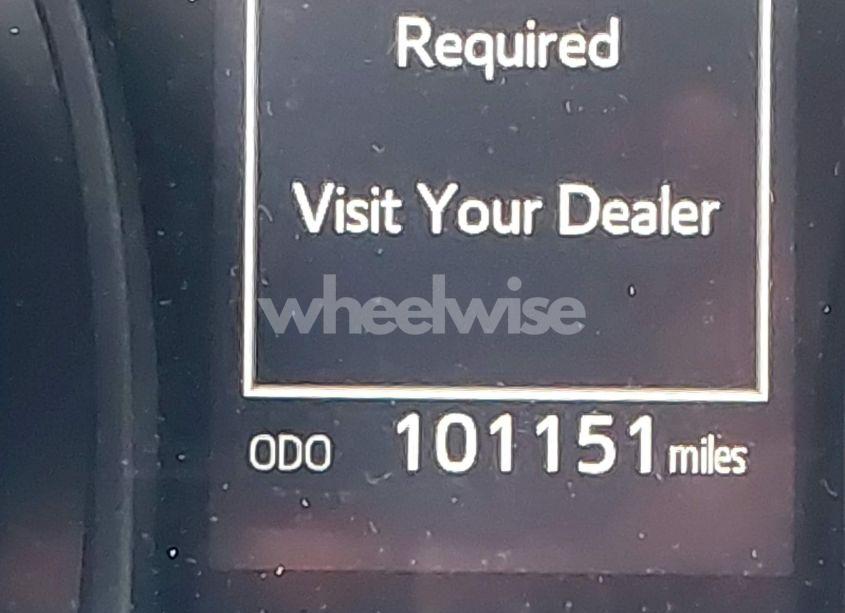 Required
Visit Your Dealer
wheelwise
ODO 101151 miles